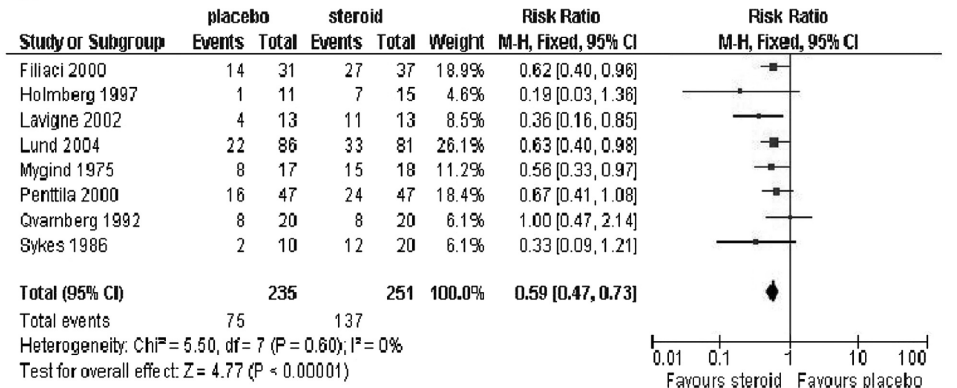 placebo steroid Risk Ratio Risk Ratio
Study or Subgroup Events Total Events Total Weight M-H, Fixed, 95% CI M-H, Fixed, 95% CI
Filiaci 2000 14 31 27 37 18.9% 0.62 [0.40, 0.96]
Holmberg 1997 1 11 7 15 4.6% 0.19 [0.03, 1.36]
Lavigne 2002 4 13 11 13 8.5% 0.36 [0.16, 0.85]
Lund 2004 22 86 33 81 26.1% 0.63 [0.40, 0.98]
Mygind 1975 8 17 15 18 11.2% 0.56 [0.33, 0.97]
Penttila 2000 16 47 24 47 18.4% 0.67 [0.41, 1.08]
Qvarnberg 1992 8 20 8 20 6.1% 1.00 [0.47, 2.14]
Sykes 1986 2 10 12 20 6.1% 0.33 [0.09, 1.21]
Total (95% CI) 235 251 100.0% 0.59 [0.47, 0.73]
Total events 75 137
Heterogeneity: Chi² = 5.50, df = 7 (P = 0.60); I² = 0%
Test for overall effect: Z = 4.77 (P < 0.00001)
0.01 0.1 1 10 100
Favours steroid Favours placebo